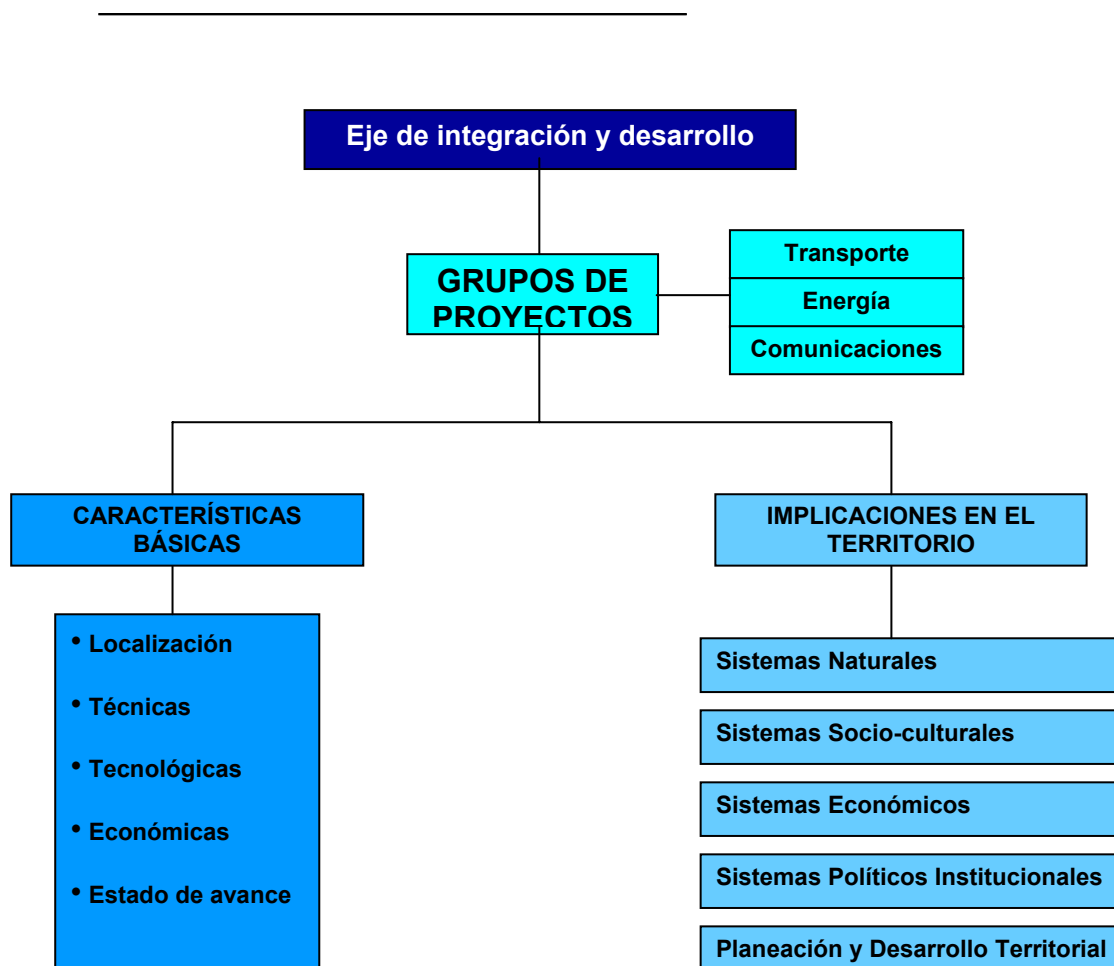 Eje de integración y desarrollo
GRUPOS DE
PROYECTOS
Transporte
Energía
Comunicaciones
CARACTERÍSTICAS
BÁSICAS
• Localización
• Técnicas
• Tecnológicas
• Económicas
• Estado de avance
IMPLICACIONES EN EL
TERRITORIO
Sistemas Naturales
Sistemas Socio-culturales
Sistemas Económicos
Sistemas Políticos Institucionales
Planeación y Desarrollo Territorial